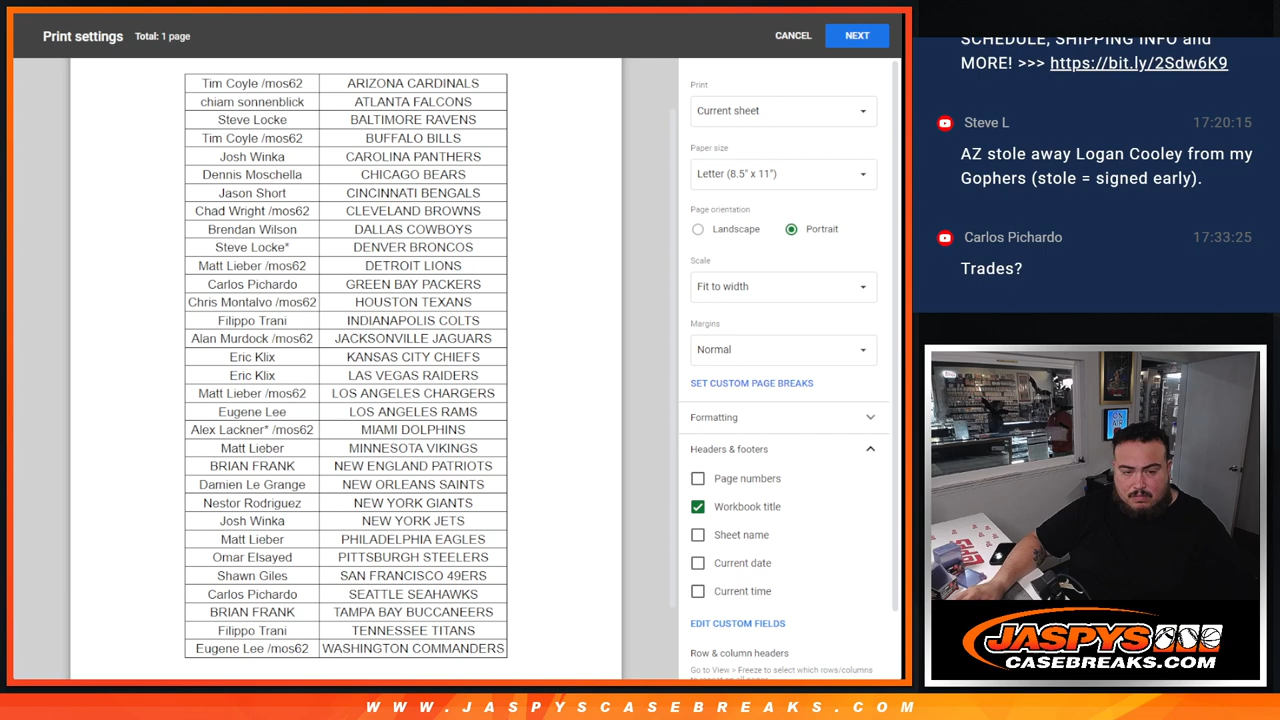 Print settings
Total: 1 page
CANCEL
NEXT
Tim Coyle /mos62 ARIZONA CARDINALS
chiam sonnenblick ATLANTA FALCONS
Steve Locke BALTIMORE RAVENS
Tim Coyle /mos62 BUFFALO BILLS
Josh Winka CAROLINA PANTHERS
Dennis Moschella CHICAGO BEARS
Jason Short CINCINNATI BENGALS
Chad Wright /mos62 CLEVELAND BROWNS
Brendan Wilson DALLAS COWBOYS
Steve Locke* DENVER BRONCOS
Matt Lieber /mos62 DETROIT LIONS
Carlos Pichardo GREEN BAY PACKERS
Chris Montalvo /mos62 HOUSTON TEXANS
Filippo Trani INDIANAPOLIS COLTS
Alan Murdock /mos62 JACKSONVILLE JAGUARS
Eric Klix KANSAS CITY CHIEFS
Eric Klix LAS VEGAS RAIDERS
Matt Lieber /mos62 LOS ANGELES CHARGERS
Eugene Lee LOS ANGELES RAMS
Alex Lackner* /mos62 MIAMI DOLPHINS
Matt Lieber MINNESOTA VIKINGS
BRIAN FRANK NEW ENGLAND PATRIOTS
Damien Le Grange NEW ORLEANS SAINTS
Nestor Rodriguez NEW YORK GIANTS
Josh Winka NEW YORK JETS
Matt Lieber PHILADELPHIA EAGLES
Omar Elsayed PITTSBURGH STEELERS
Shawn Giles SAN FRANCISCO 49ERS
Carlos Pichardo SEATTLE SEAHAWKS
BRIAN FRANK TAMPA BAY BUCCANEERS
Filippo Trani TENNESSEE TITANS
Eugene Lee /mos62 WASHINGTON COMMANDERS
Print
Current sheet
Paper size
Letter (8.5" x 11")
Page orientation
Landscape
Portrait
Scale
Fit to width
Margins
Normal
SET CUSTOM PAGE BREAKS
Formatting
Headers & footers
Page numbers
Workbook title
Sheet name
Current date
Current time
EDIT CUSTOM FIELDS
Row & column headers
Go to View > Freeze to select which rows/columns
SCHEDULE, SHIPPING INFO and
MORE! >>> https://bit.ly/2Sdw6K9
Steve L 17:20:15
AZ stole away Logan Cooley from my
Gophers (stole = signed early).
Carlos Pichardo 17:33:25
Trades?
JASPYS
CASEBREAKS.COM
WWW.JASPYSCASEBREAKS.COM